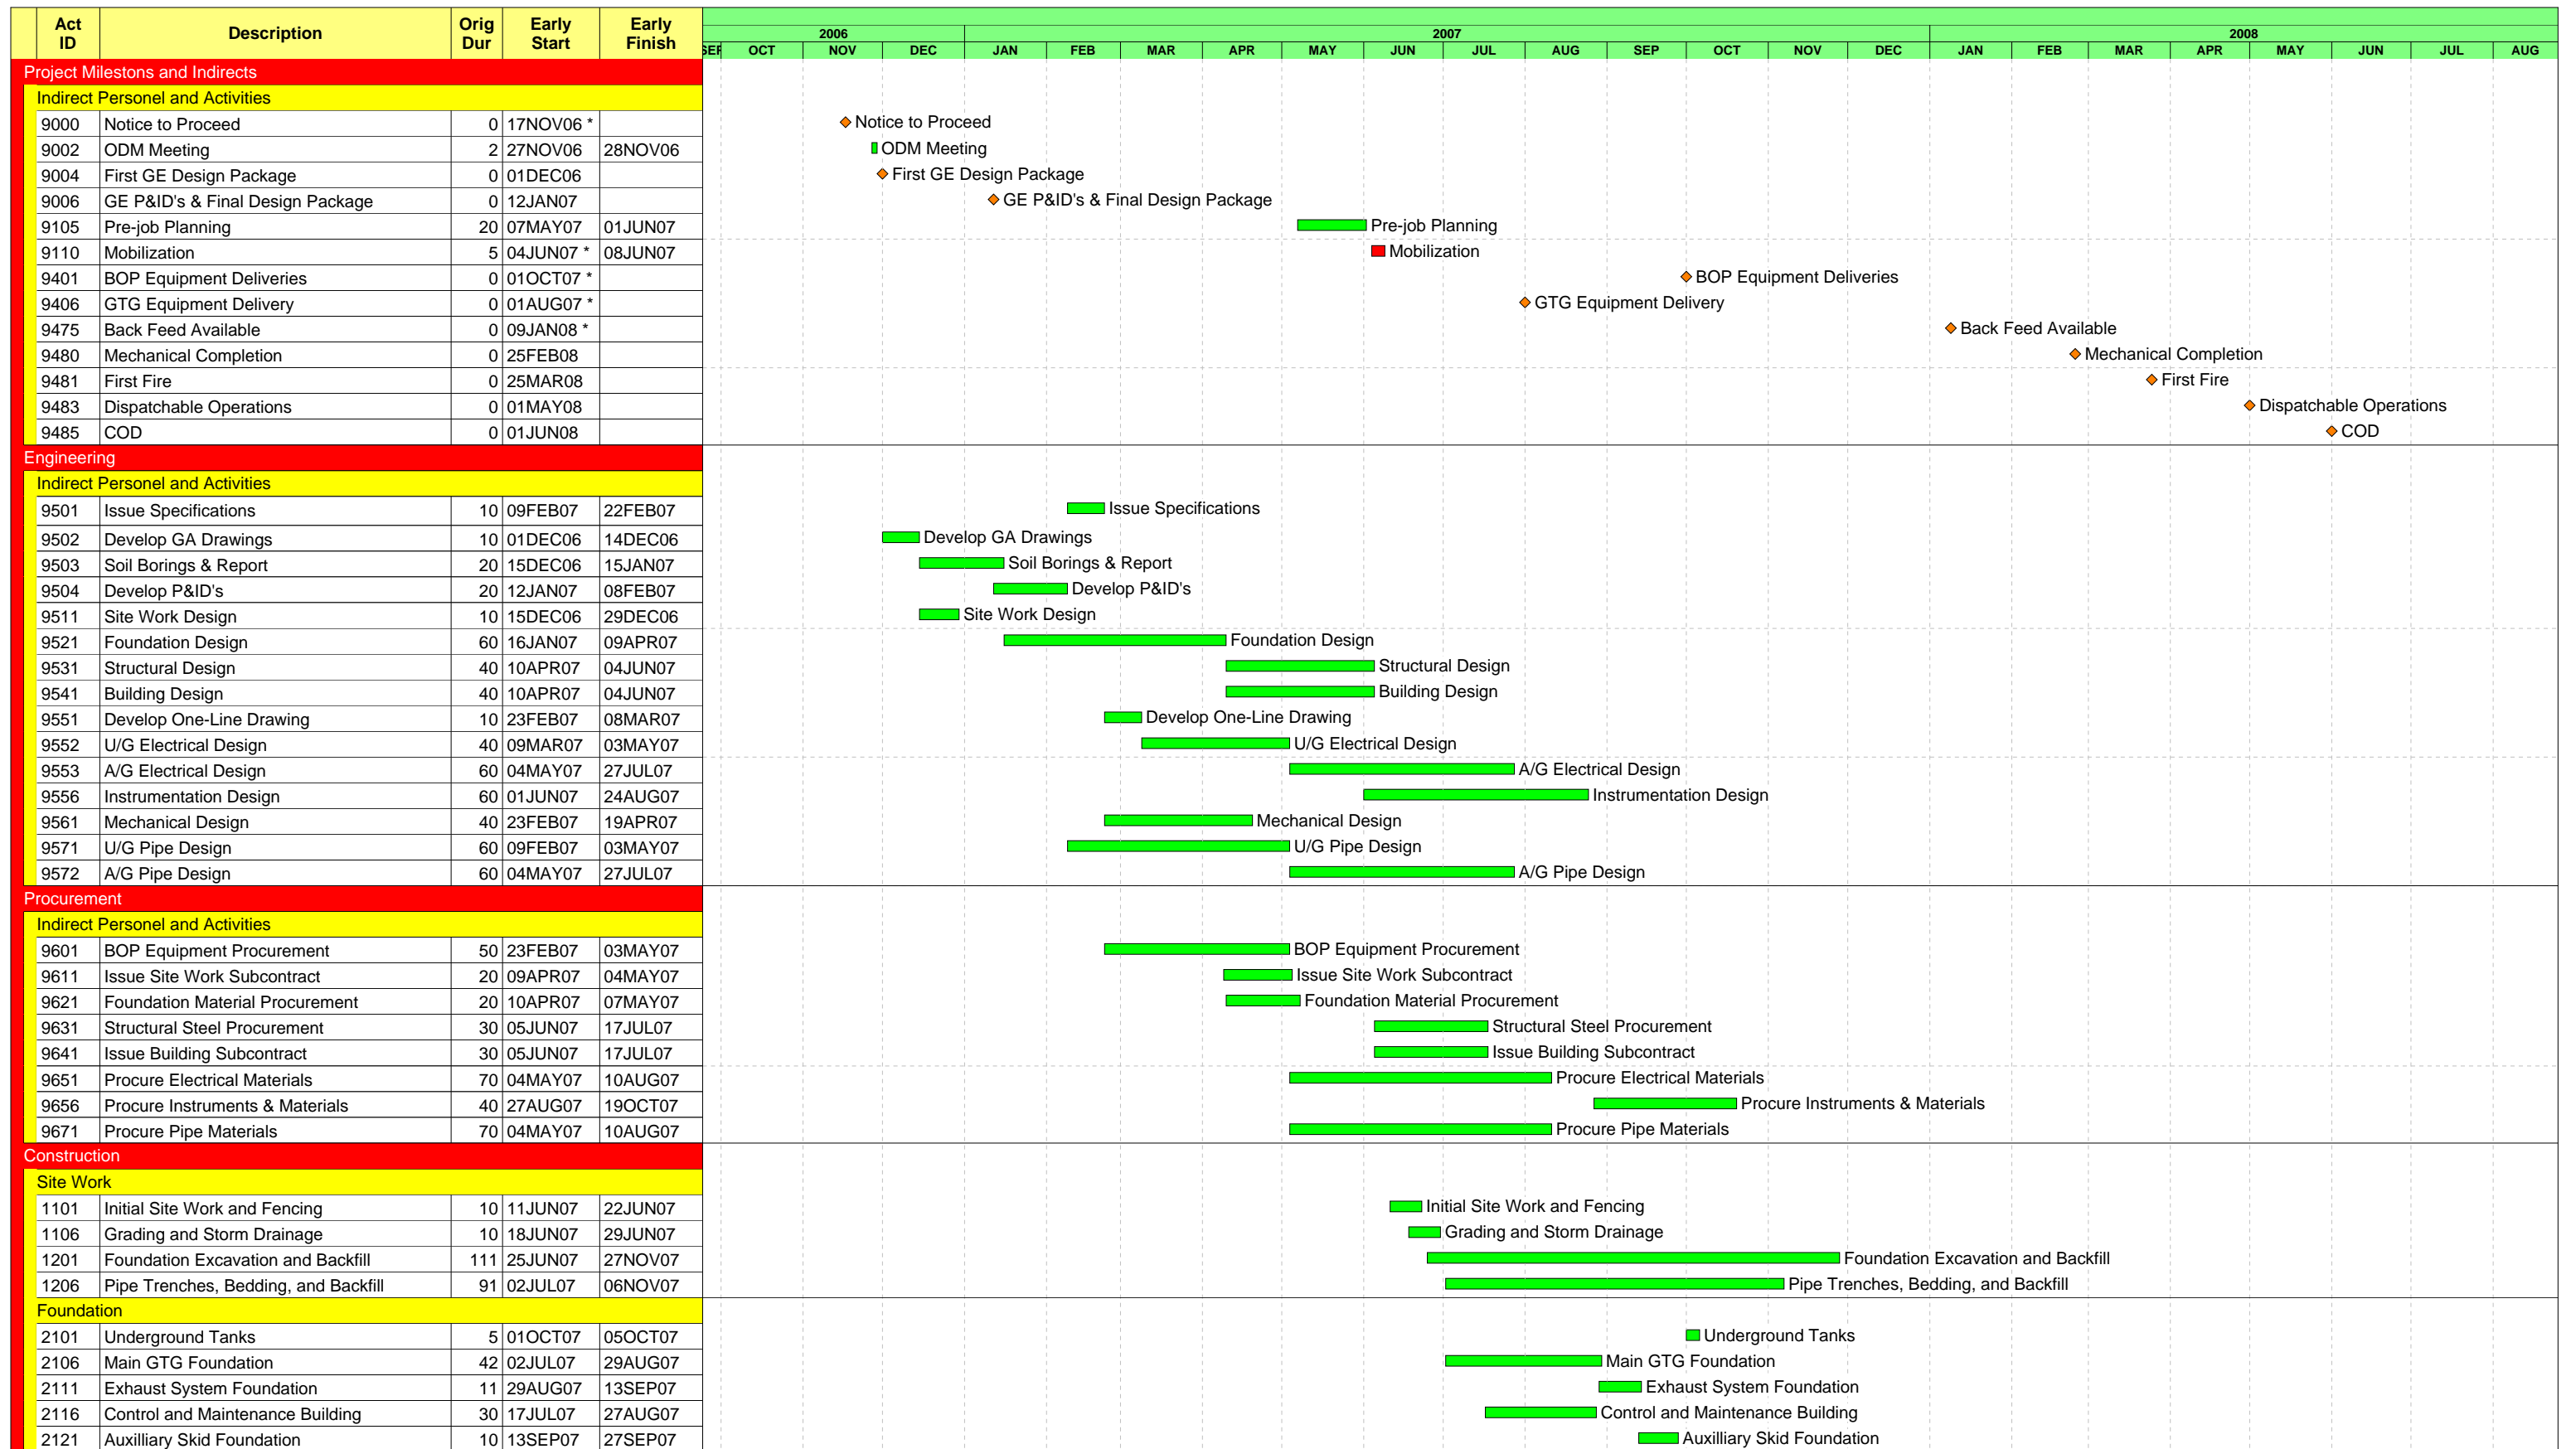 Act ID Description Orig Dur Early Start Early Finish
2006 2007 2008
SEP OCT NOV DEC JAN FEB MAR APR MAY JUN JUL AUG SEP OCT NOV DEC JAN FEB MAR APR MAY JUN JUL AUG
Project Milestons and Indirects
Indirect Personel and Activities
9000 Notice to Proceed 0 17NOV06 * Notice to Proceed
9002 ODM Meeting 2 27NOV06 28NOV06 ODM Meeting
9004 First GE Design Package 0 01DEC06 First GE Design Package
9006 GE P&ID's & Final Design Package 0 12JAN07 GE P&ID's & Final Design Package
9105 Pre-job Planning 20 07MAY07 01JUN07 Pre-job Planning
9110 Mobilization 5 04JUN07 * 08JUN07 Mobilization
9401 BOP Equipment Deliveries 0 01OCT07 * BOP Equipment Deliveries
9406 GTG Equipment Delivery 0 01AUG07 * GTG Equipment Delivery
9475 Back Feed Available 0 09JAN08 * Back Feed Available
9480 Mechanical Completion 0 25FEB08 Mechanical Completion
9481 First Fire 0 25MAR08 First Fire
9483 Dispatchable Operations 0 01MAY08 Dispatchable Operations
9485 COD 0 01JUN08 COD
Engineering
Indirect Personel and Activities
9501 Issue Specifications 10 09FEB07 22FEB07 Issue Specifications
9502 Develop GA Drawings 10 01DEC06 14DEC06 Develop GA Drawings
9503 Soil Borings & Report 20 15DEC06 15JAN07 Soil Borings & Report
9504 Develop P&ID's 20 12JAN07 08FEB07 Develop P&ID's
9511 Site Work Design 10 15DEC06 29DEC06 Site Work Design
9521 Foundation Design 60 16JAN07 09APR07 Foundation Design
9531 Structural Design 40 10APR07 04JUN07 Structural Design
9541 Building Design 40 10APR07 04JUN07 Building Design
9551 Develop One-Line Drawing 10 23FEB07 08MAR07 Develop One-Line Drawing
9552 U/G Electrical Design 40 09MAR07 03MAY07 U/G Electrical Design
9553 A/G Electrical Design 60 04MAY07 27JUL07 A/G Electrical Design
9556 Instrumentation Design 60 01JUN07 24AUG07 Instrumentation Design
9561 Mechanical Design 40 23FEB07 19APR07 Mechanical Design
9571 U/G Pipe Design 60 09FEB07 03MAY07 U/G Pipe Design
9572 A/G Pipe Design 60 04MAY07 27JUL07 A/G Pipe Design
Procurement
Indirect Personel and Activities
9601 BOP Equipment Procurement 50 23FEB07 03MAY07 BOP Equipment Procurement
9611 Issue Site Work Subcontract 20 09APR07 04MAY07 Issue Site Work Subcontract
9621 Foundation Material Procurement 20 10APR07 07MAY07 Foundation Material Procurement
9631 Structural Steel Procurement 30 05JUN07 17JUL07 Structural Steel Procurement
9641 Issue Building Subcontract 30 05JUN07 17JUL07 Issue Building Subcontract
9651 Procure Electrical Materials 70 04MAY07 10AUG07 Procure Electrical Materials
9656 Procure Instruments & Materials 40 27AUG07 19OCT07 Procure Instruments & Materials
9671 Procure Pipe Materials 70 04MAY07 10AUG07 Procure Pipe Materials
Construction
Site Work
1101 Initial Site Work and Fencing 10 11JUN07 22JUN07 Initial Site Work and Fencing
1106 Grading and Storm Drainage 10 18JUN07 29JUN07 Grading and Storm Drainage
1201 Foundation Excavation and Backfill 111 25JUN07 27NOV07 Foundation Excavation and Backfill
1206 Pipe Trenches, Bedding, and Backfill 91 02JUL07 06NOV07 Pipe Trenches, Bedding, and Backfill
Foundation
2101 Underground Tanks 5 01OCT07 05OCT07 Underground Tanks
2106 Main GTG Foundation 42 02JUL07 29AUG07 Main GTG Foundation
2111 Exhaust System Foundation 11 29AUG07 13SEP07 Exhaust System Foundation
2116 Control and Maintenance Building 30 17JUL07 27AUG07 Control and Maintenance Building
2121 Auxilliary Skid Foundation 10 13SEP07 27SEP07 Auxilliary Skid Foundation